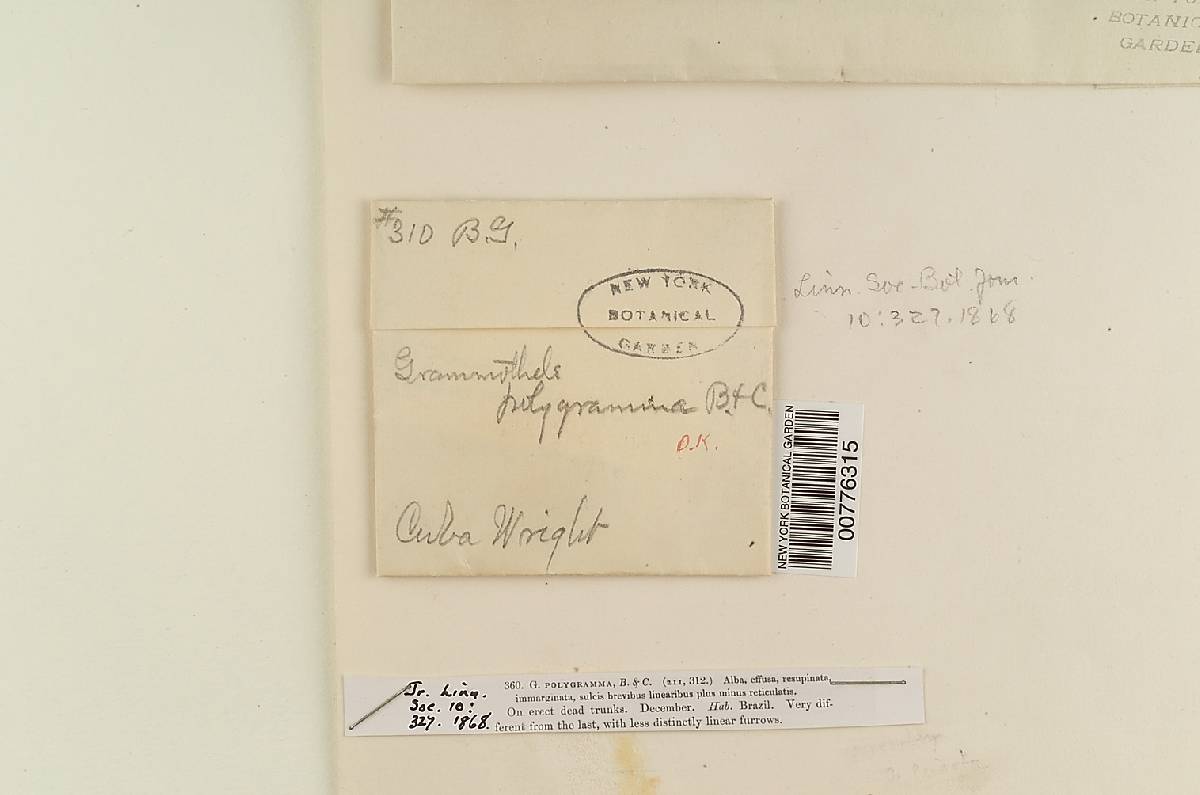 BOTANIC
GARDEN
#310 B.G.
NEW YORK
BOTANICAL
GARDEN
Grammothele
polygramma B.&C.
O.K.
Cuba Wright
Linn. Soc. Bot. Jour.
10:327.1868
NEW YORK BOTANICAL GARDEN
00776315
Jr. Linn.
Soc. 10:
327. 1868.
360. G. POLYGRAMMA, B. & C. (311, 312.) Alba, effusa, resupinata,
immarginata, sulcis brevibus linearibus plus minus reticulatis.
On erect dead trunks. December. Hab. Brazil. Very dif-
ferent from the last, with less distinctly linear furrows.